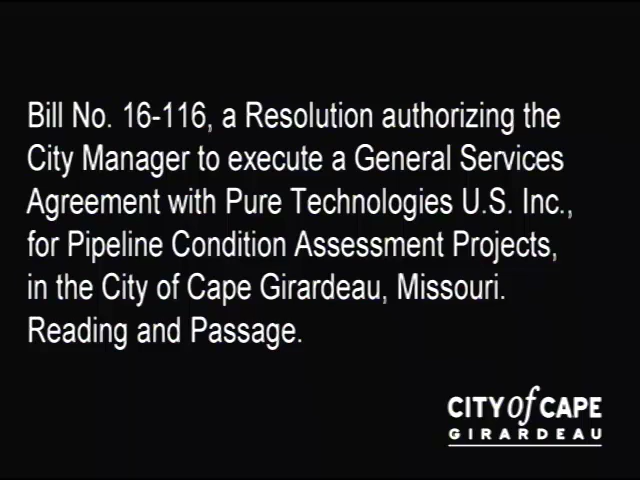 Bill No. 16-116, a Resolution authorizing the
City Manager to execute a General Services
Agreement with Pure Technologies U.S. Inc.,
for Pipeline Condition Assessment Projects,
in the City of Cape Girardeau, Missouri.
Reading and Passage.
CITY of CAPE
GIRARDEAU